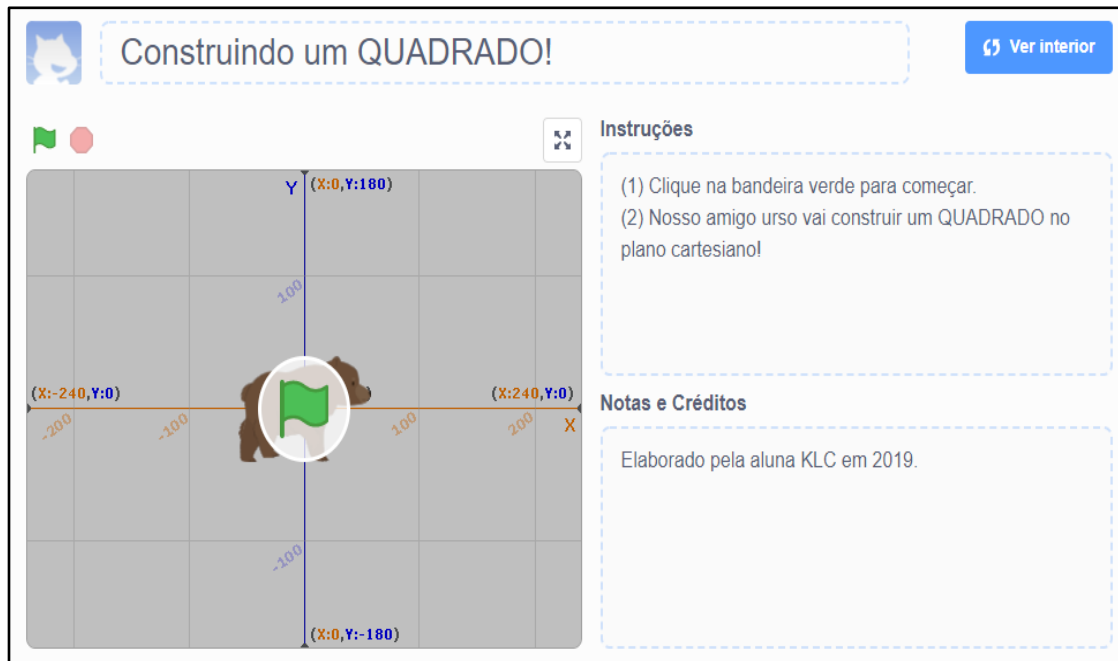 Construindo um QUADRADO!
Ver interior
Instruções
(1) Clique na bandeira verde para começar.
(2) Nosso amigo urso vai construir um QUADRADO no
plano cartesiano!
Y (X:0,Y:180)
100
(X:-240,Y:0)
(X:240,Y:0)
-200
-100
100
200
X
-100
(X:0,Y:-180)
Notas e Créditos
Elaborado pela aluna KLC em 2019.